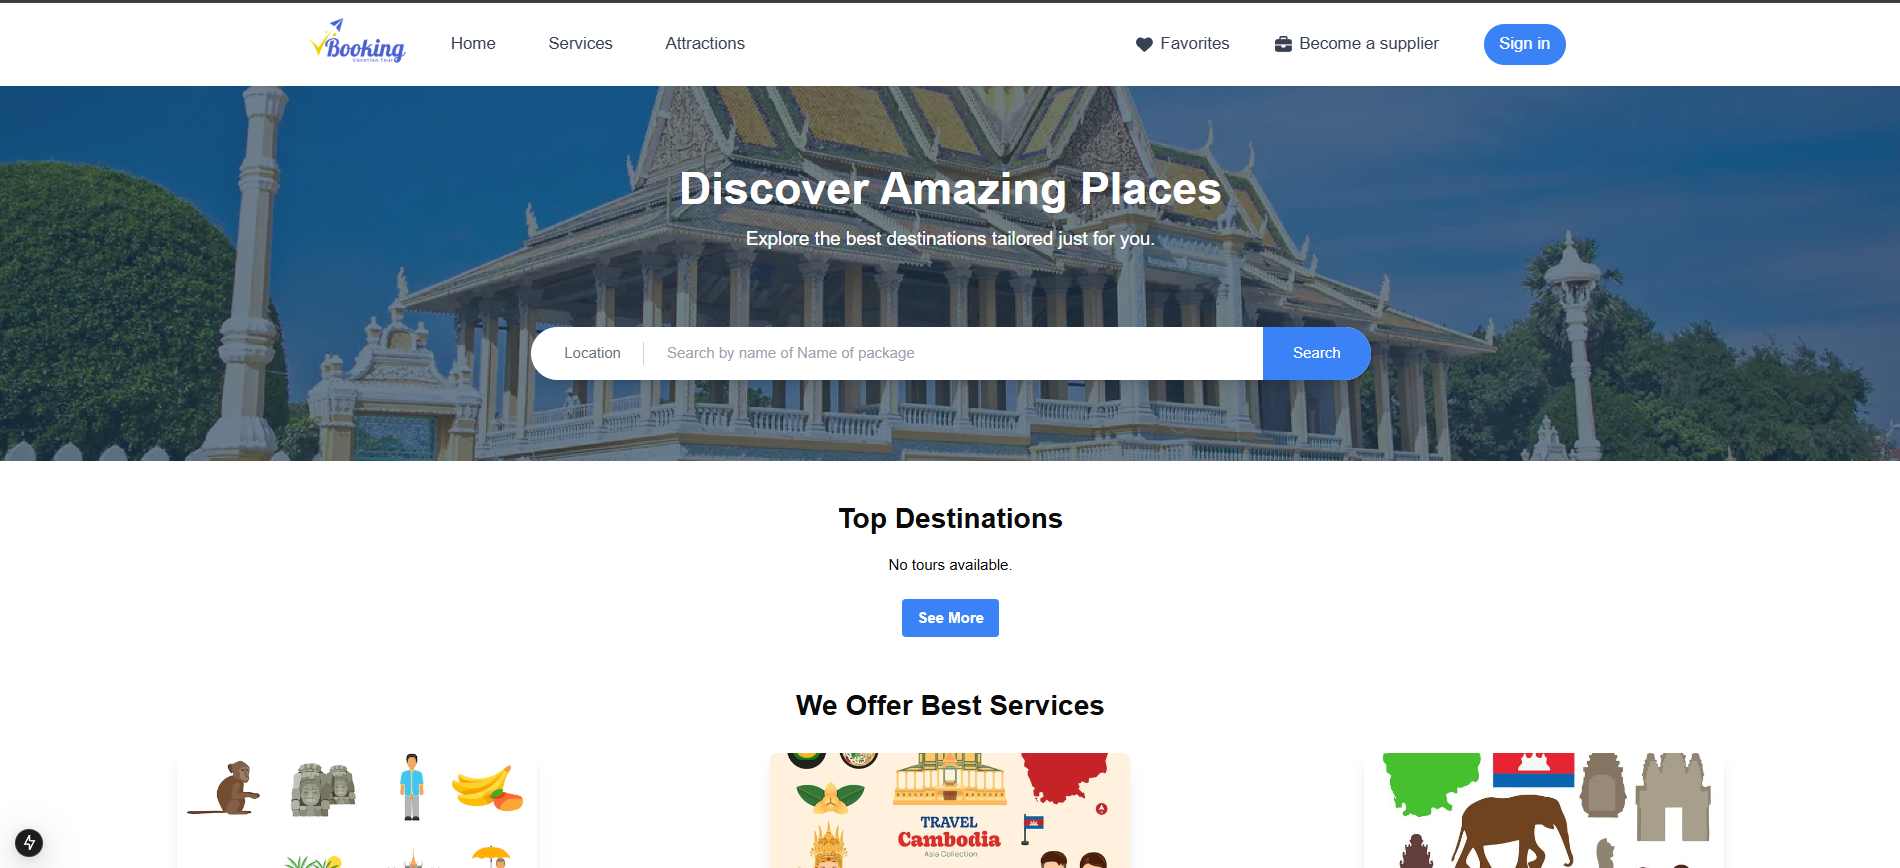 Booking
Vacation Tour
Home
Services
Attractions
Favorites
Become a supplier
Sign in
Discover Amazing Places
Explore the best destinations tailored just for you.
Location
Search by name of Name of package
Search
Top Destinations
No tours available.
See More
We Offer Best Services
TRAVEL
Cambodia
Asia Collection